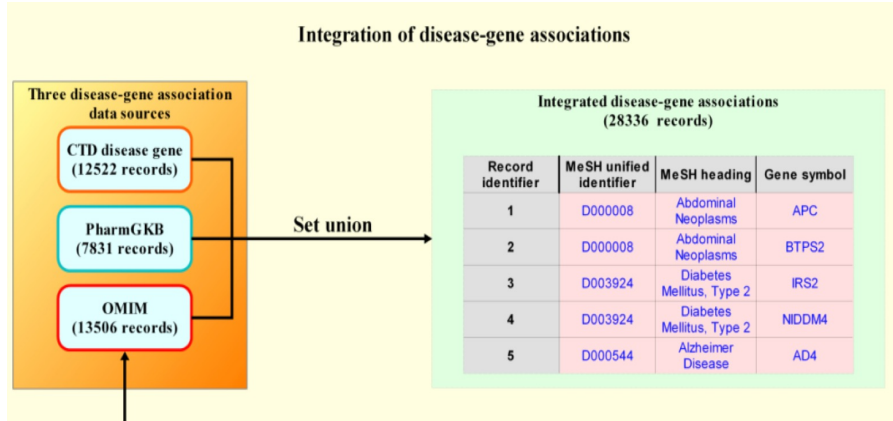 Integration of disease-gene associations
Three disease-gene association
data sources
CTD disease gene
(12522 records)
PharmGKB
(7831 records)
OMIM
(13506 records)
Set union
Integrated disease-gene associations
(28336 records)
Record identifier MeSH unified identifier MeSH heading Gene symbol
1 D000008 Abdominal Neoplasms APC
2 D000008 Abdominal Neoplasms BTPS2
3 D003924 Diabetes Mellitus, Type 2 IRS2
4 D003924 Diabetes Mellitus, Type 2 NIDDM4
5 D000544 Alzheimer Disease AD4